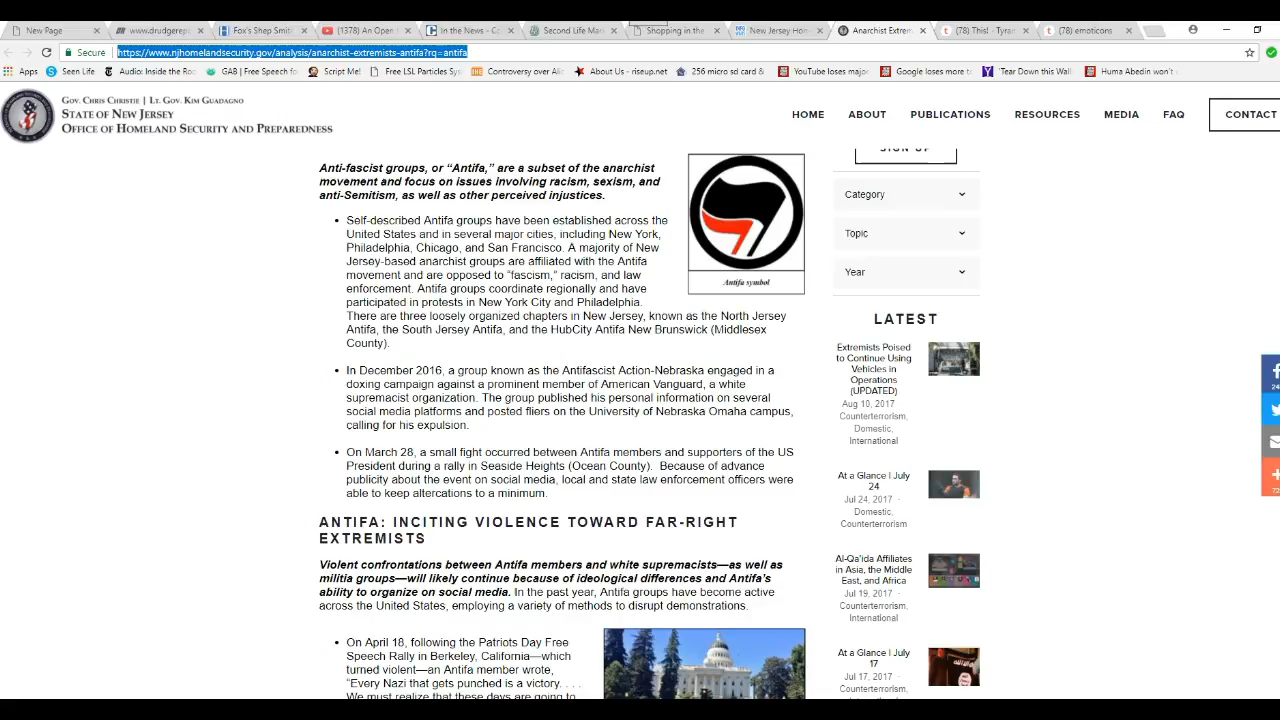 New Page
www.drudgerep
Fox's Shep Smit
(1378) An Open
In the News - Co
Second Life Mar
Shopping in the
New Jersey Hom
Anarchist Extrem
(78) This! - Tyran
(78) emoticons
Secure
https://www.njhomelandsecurity.gov/analysis/anarchist-extremists-antifa?rq=antifa
Apps
Seen Life
Audio: Inside the Ro
GAB | Free Speech fo
Script Me!
Free LSL Particles Sys
Controversy over Ali
About Us - riseup.net
256 micro sd card &
YouTube loses major
Google loses more t
'Tear Down this Wall
Huma Abedin won't
Gov. Chris Christie | Lt. Gov. Kim Guadagno
State of New Jersey
Office of Homeland Security and Preparedness
HOME
ABOUT
PUBLICATIONS
RESOURCES
MEDIA
FAQ
CONTACT
Anti-fascist groups, or “Antifa,” are a subset of the anarchist
movement and focus on issues involving racism, sexism, and
anti-Semitism, as well as other perceived injustices.
• Self-described Antifa groups have been established across the
United States and in several major cities, including New York,
Philadelphia, Chicago, and San Francisco. A majority of New
Jersey-based anarchist groups are affiliated with the Antifa
movement and are opposed to “fascism,” racism, and law
enforcement. Antifa groups coordinate regionally and have
participated in protests in New York City and Philadelphia.
There are three loosely organized chapters in New Jersey, known as the North Jersey
Antifa, the South Jersey Antifa, and the HubCity Antifa New Brunswick (Middlesex
County).
Antifa symbol
• In December 2016, a group known as the Antifascist Action-Nebraska engaged in a
doxing campaign against a prominent member of American Vanguard, a white
supremacist organization. The group published his personal information on several
social media platforms and posted fliers on the University of Nebraska Omaha campus,
calling for his expulsion.
• On March 28, a small fight occurred between Antifa members and supporters of the US
President during a rally in Seaside Heights (Ocean County). Because of advance
publicity about the event on social media, local and state law enforcement officers were
able to keep altercations to a minimum.
ANTIFA: INCITING VIOLENCE TOWARD FAR-RIGHT
EXTREMISTS
Violent confrontations between Antifa members and white supremacists—as well as
militia groups—will likely continue because of ideological differences and Antifa’s
ability to organize on social media. In the past year, Antifa groups have become active
across the United States, employing a variety of methods to disrupt demonstrations.
• On April 18, following the Patriots Day Free
Speech Rally in Berkeley, California—which
turned violent—an Antifa member wrote,
“Every Nazi that gets punched is a victory. . . .
We must realize that these days are going to
SIGN UP
Category
Topic
Year
LATEST
Extremists Poised
to Continue Using
Vehicles in
Operations
(UPDATED)
Aug 10, 2017
Counterterrorism,
Domestic,
International
At a Glance | July
24
Jul 24, 2017 ·
Domestic,
Counterterrorism
Al-Qa’ida Affiliates
in Asia, the Middle
East, and Africa
Jul 19, 2017 ·
Counterterrorism,
International
At a Glance | July
17
Jul 17, 2017 ·
Counterterrorism,